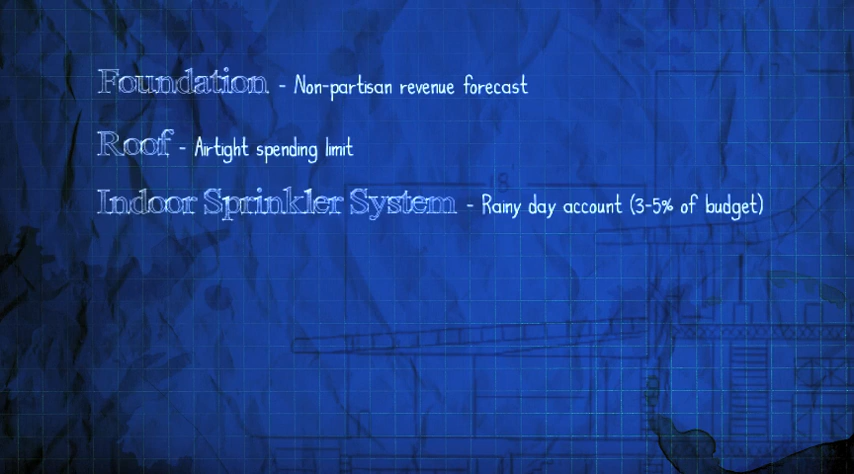 Foundation - Non-partisan revenue forecast
Roof - Airtight spending limit
Indoor Sprinkler System - Rainy day account (3-5% of budget)